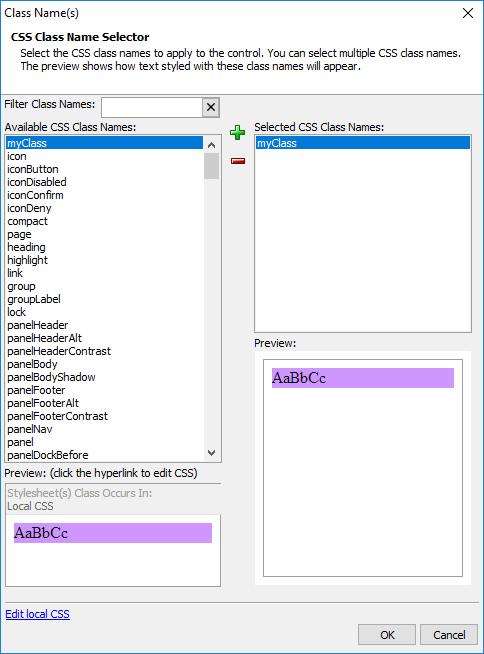 Class Name(s)
CSS Class Name Selector
Select the CSS class names to apply to the control. You can select multiple CSS class names.
The preview shows how text styled with these class names will appear.
Filter Class Names:
Available CSS Class Names:
myClass
icon
iconButton
iconDisabled
iconConfirm
iconDeny
compact
page
heading
highlight
link
group
groupLabel
lock
panelHeader
panelHeaderAlt
panelHeaderContrast
panelBody
panelBodyShadow
panelFooter
panelFooterAlt
panelFooterContrast
panelNav
panel
panelDockBefore
Selected CSS Class Names:
myClass
Preview:
AaBbCc
Preview: (click the hyperlink to edit CSS)
Stylesheet(s) Class Occurs In:
Local CSS
AaBbCc
Edit local CSS
OK
Cancel